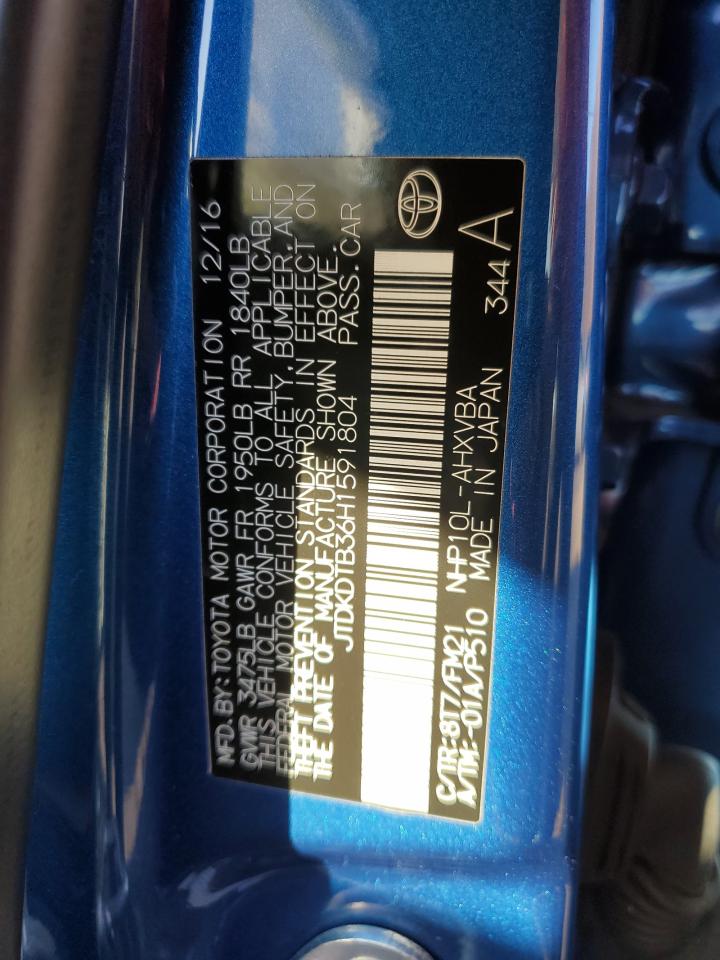 MFD. BY: TOYOTA MOTOR CORPORATION 12/16
GVWR 3475LB GAWR FR 1950LB RR 1840LB
THIS VEHICLE CONFORMS TO ALL APPLICABLE
FEDERAL MOTOR VEHICLE SAFETY, BUMPER, AND
THEFT PREVENTION STANDARDS IN EFFECT ON
THE DATE OF MANUFACTURE SHOWN ABOVE.
JTDKDTB36H1591804 PASS. CAR
C/TR:8T7/FM21 NHP10L-AHXVBA
A/TM:-01A/P510 MADE IN JAPAN 344 A